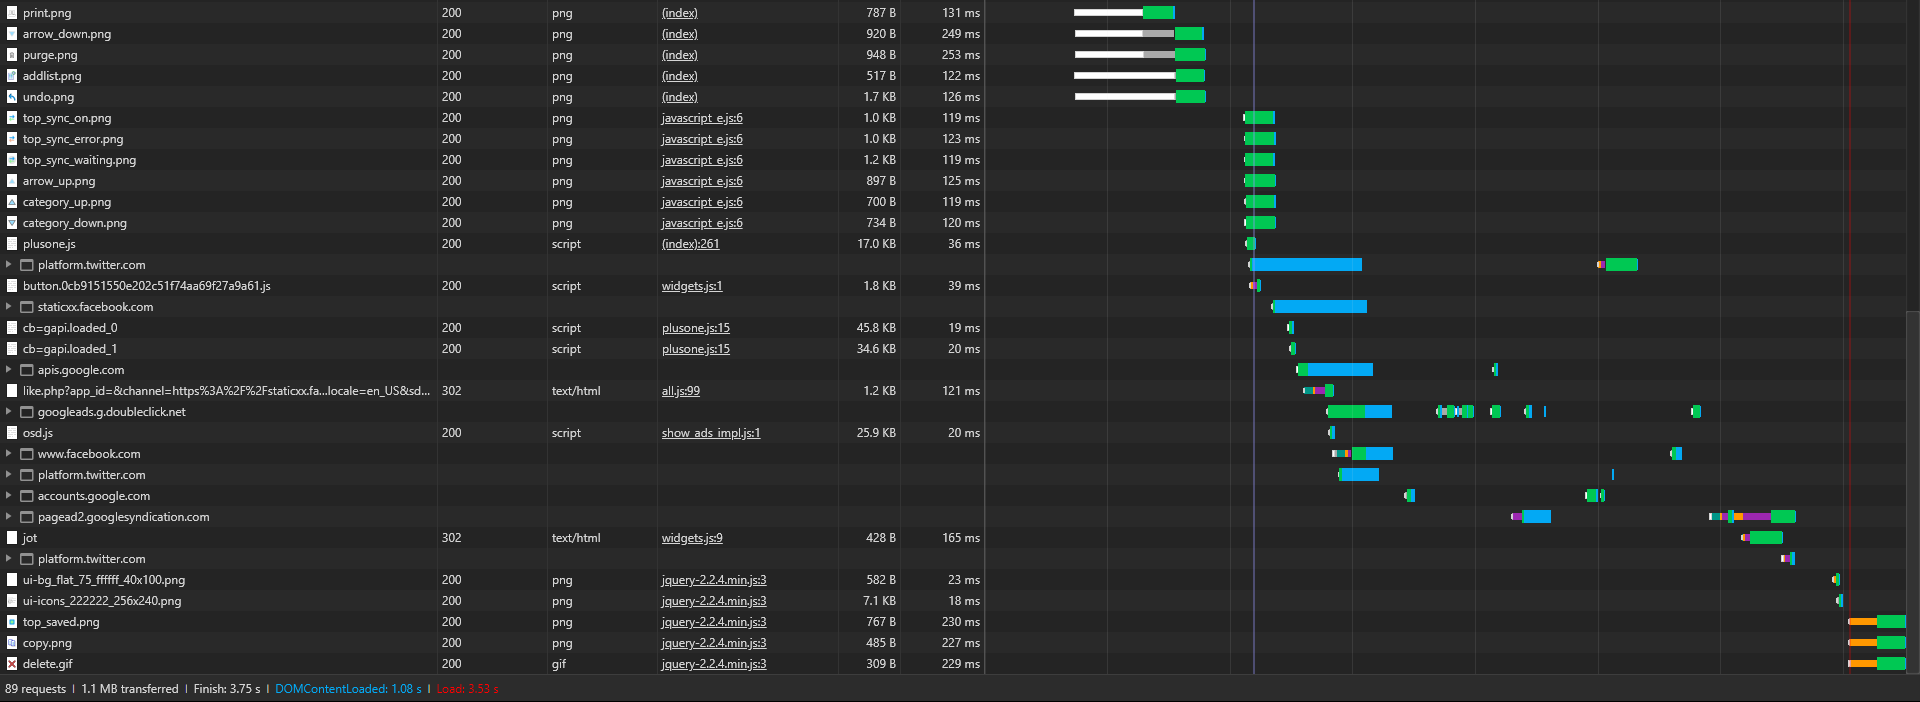 print.png 200 png (index) 787 B 131 ms
arrow_down.png 200 png (index) 920 B 249 ms
purge.png 200 png (index) 948 B 253 ms
addlist.png 200 png (index) 517 B 122 ms
undo.png 200 png (index) 1.7 KB 126 ms
top_sync_on.png 200 png javascript_e.js:6 1.0 KB 119 ms
top_sync_error.png 200 png javascript_e.js:6 1.0 KB 123 ms
top_sync_waiting.png 200 png javascript_e.js:6 1.2 KB 119 ms
arrow_up.png 200 png javascript_e.js:6 897 B 125 ms
category_up.png 200 png javascript_e.js:6 700 B 119 ms
category_down.png 200 png javascript_e.js:6 734 B 120 ms
plusone.js 200 script (index):261 17.0 KB 36 ms
platform.twitter.com
button.0cb9151550e202c51f74aa69f27a9a61.js 200 script widgets.js:1 1.8 KB 39 ms
staticxx.facebook.com
cb=gapi.loaded_0 200 script plusone.js:15 45.8 KB 19 ms
cb=gapi.loaded_1 200 script plusone.js:15 34.6 KB 20 ms
apis.google.com
like.php?app_id=&channel=https%3A%2F%2Fstaticxx.fa...locale=en_US&sd... 302 text/html all.js:99 1.2 KB 121 ms
googleads.g.doubleclick.net
osd.js 200 script show_ads_impl.js:1 25.9 KB 20 ms
www.facebook.com
platform.twitter.com
accounts.google.com
pagead2.googlesyndication.com
jot 302 text/html widgets.js:9 428 B 165 ms
platform.twitter.com
ui-bg_flat_75_ffffff_40x100.png 200 png jquery-2.2.4.min.js:3 582 B 23 ms
ui-icons_222222_256x240.png 200 png jquery-2.2.4.min.js:3 7.1 KB 18 ms
top_saved.png 200 png jquery-2.2.4.min.js:3 767 B 230 ms
copy.png 200 png jquery-2.2.4.min.js:3 485 B 227 ms
delete.gif 200 gif jquery-2.2.4.min.js:3 309 B 229 ms
89 requests | 1.1 MB transferred | Finish: 3.75 s | DOMContentLoaded: 1.08 s | Load: 3.53 s